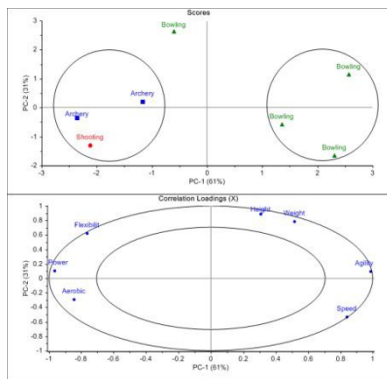 Scores
Bowling
3
2
1
0
-1
-2
PC-2 (31%)
Bowling
Archery
Archery
Bowling
Shooting
Bowling
-3 -2 -1 0 1 2 3
PC-1 (61%)
Correlation Loadings (X)
1
0.8
0.6
0.4
0.2
0
-0.2
-0.4
-0.6
-0.8
-1
PC-2 (31%)
Height
Weight
Flexibilit
Power
Agility
Aerobic
Speed
-1 -0.8 -0.6 -0.4 -0.2 0 0.2 0.4 0.6 0.8 1
PC-1 (61%)